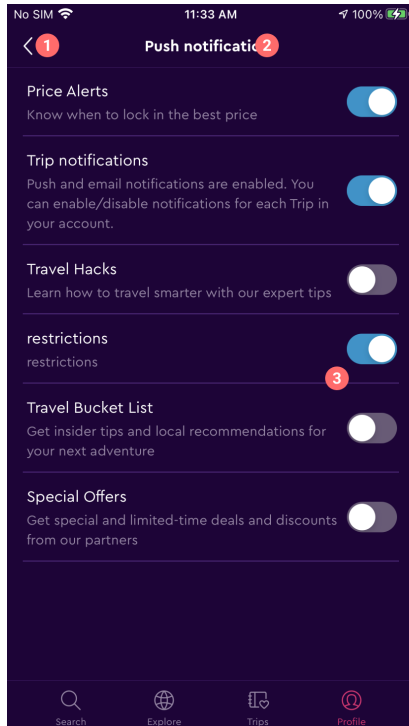 No SIM 11:33 AM 100%
1 Push notificatio 2
Price Alerts
Know when to lock in the best price
Trip notifications
Push and email notifications are enabled. You
can enable/disable notifications for each Trip in
your account.
Travel Hacks
Learn how to travel smarter with our expert tips
restrictions
restrictions
3
Travel Bucket List
Get insider tips and local recommendations for
your next adventure
Special Offers
Get special and limited-time deals and discounts
from our partners
Search Explore Trips Profile